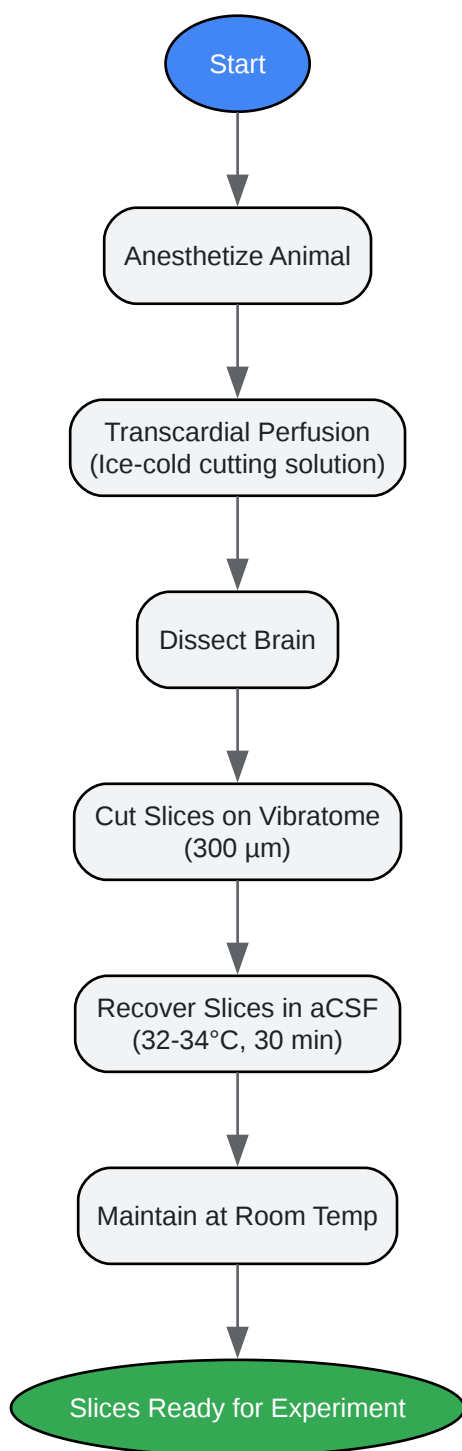 Start
Anesthetize Animal
Transcardial Perfusion
(Ice-cold cutting solution)
Dissect Brain
Cut Slices on Vibratome
(300 µm)
Recover Slices in aCSF
(32-34°C, 30 min)
Maintain at Room Temp
Slices Ready for Experiment